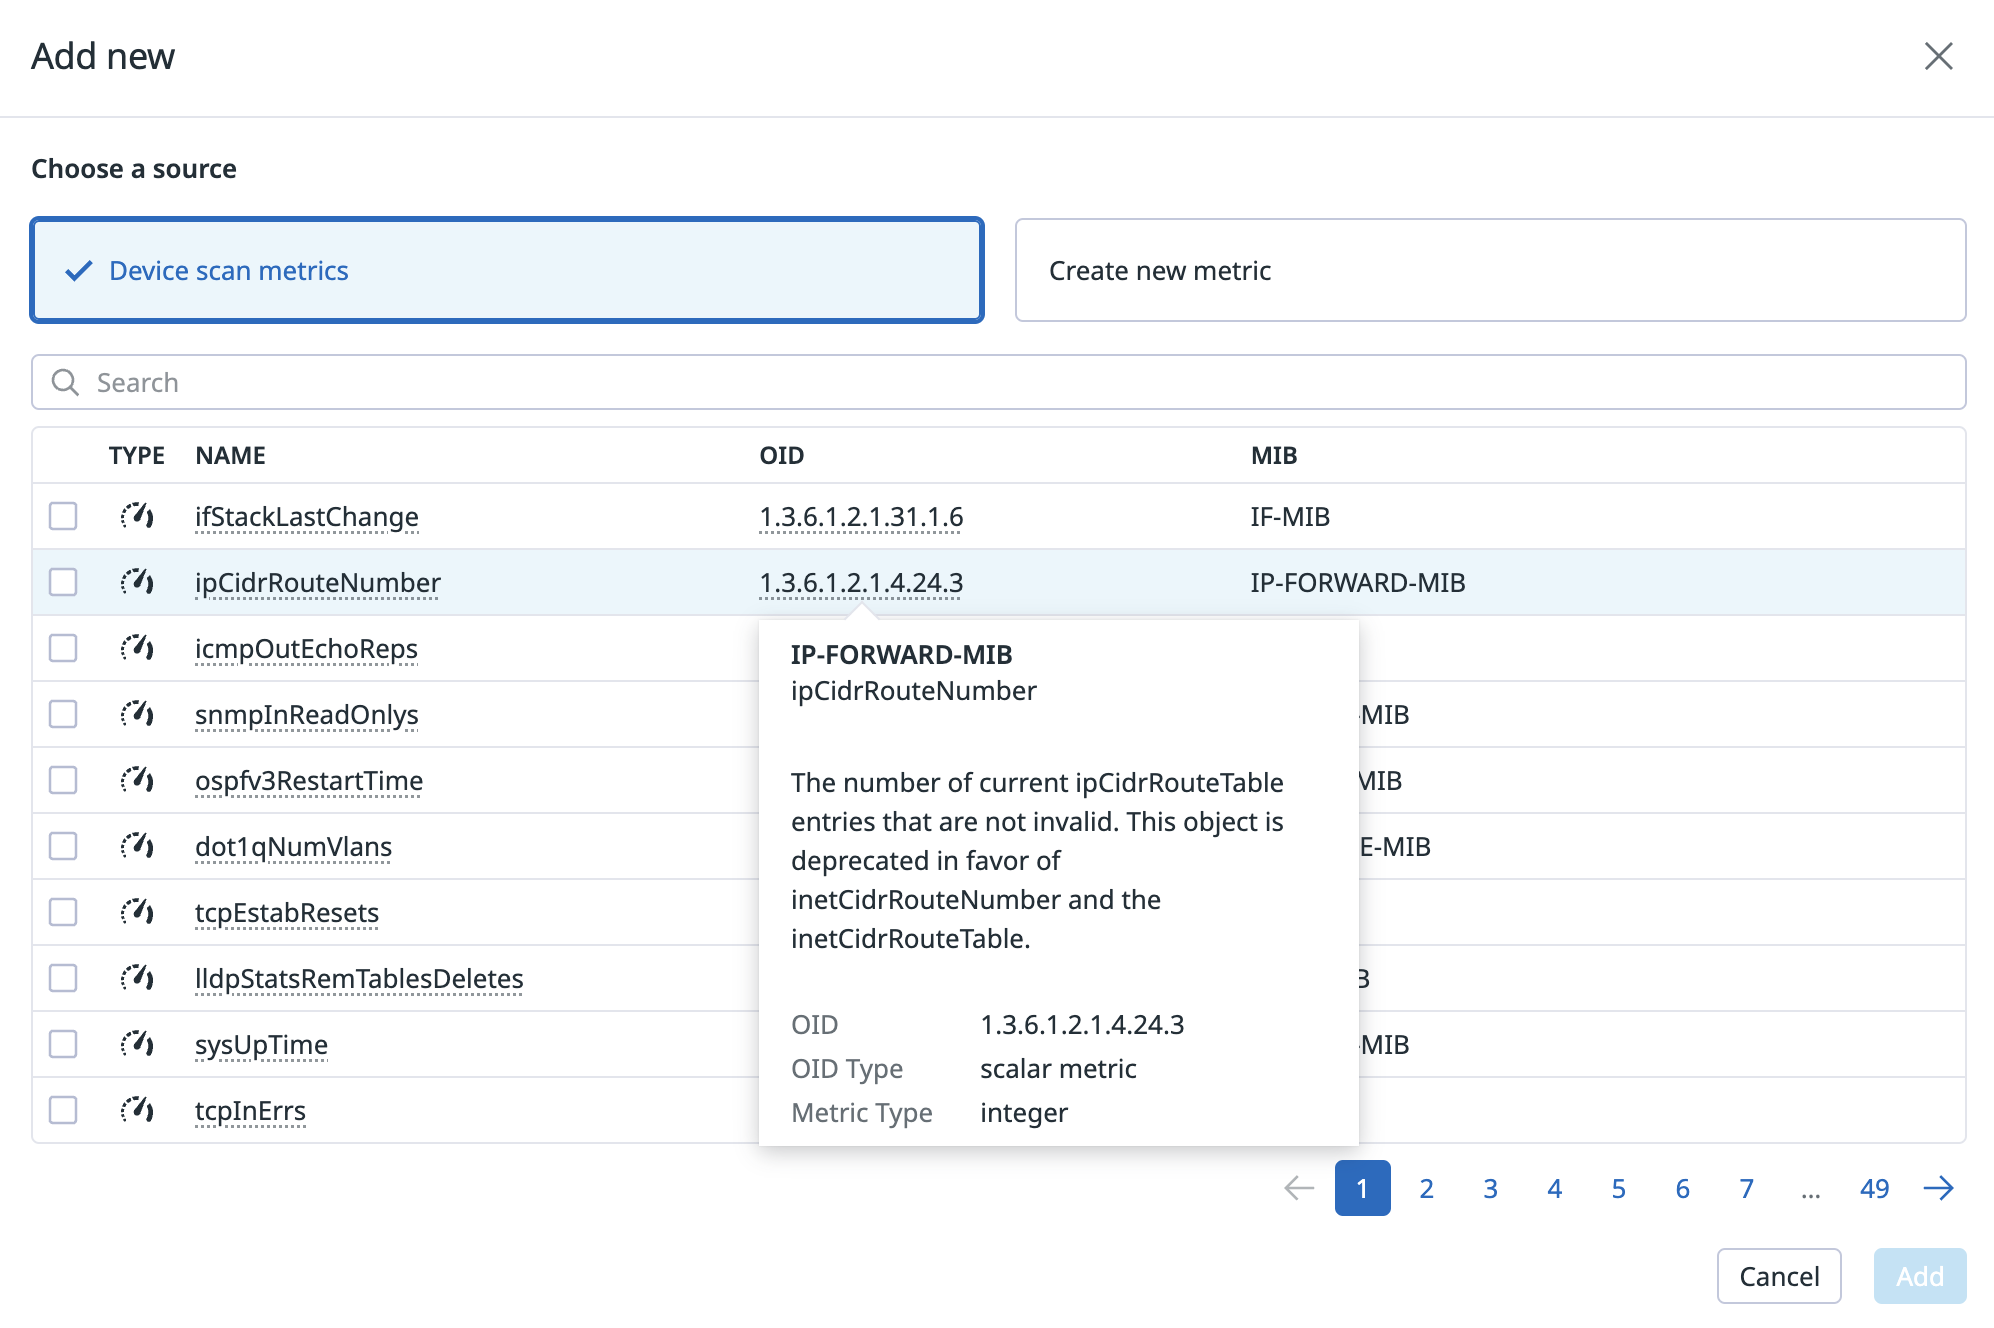 Add new
Choose a source
Device scan metrics
Create new metric
Search
TYPE NAME OID MIB
ifStackLastChange 1.3.6.1.2.1.31.1.6 IF-MIB
ipCidrRouteNumber 1.3.6.1.2.1.4.24.3 IP-FORWARD-MIB
icmpOutEchoReps
snmpInReadOnlys -MIB
ospfv3RestartTime MIB
dot1qNumVlans E-MIB
tcpEstabResets
lldpStatsRemTablesDeletes B
sysUpTime -MIB
tcpInErrs
IP-FORWARD-MIB
ipCidrRouteNumber
The number of current ipCidrRouteTable
entries that are not invalid. This object is
deprecated in favor of
inetCidrRouteNumber and the
inetCidrRouteTable.
OID 1.3.6.1.2.1.4.24.3
OID Type scalar metric
Metric Type integer
1 2 3 4 5 6 7 ... 49
Cancel Add